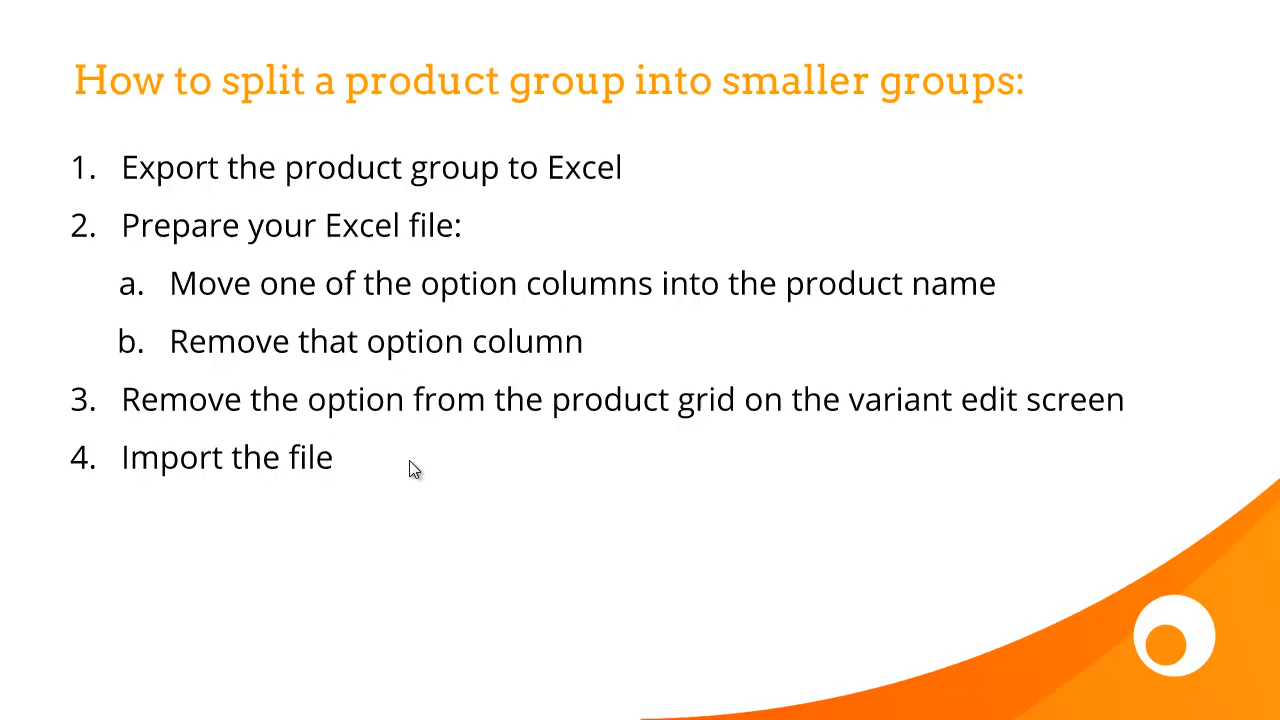 How to split a product group into smaller groups:
1. Export the product group to Excel
2. Prepare your Excel file:
a. Move one of the option columns into the product name
b. Remove that option column
3. Remove the option from the product grid on the variant edit screen
4. Import the file